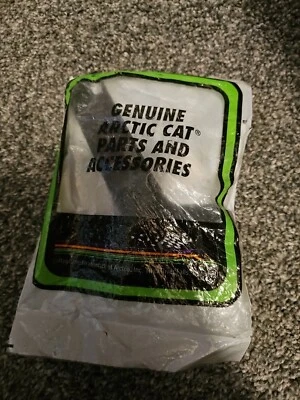 GENUINE
ARCTIC CAT®
PARTS AND
ACCESSORIES